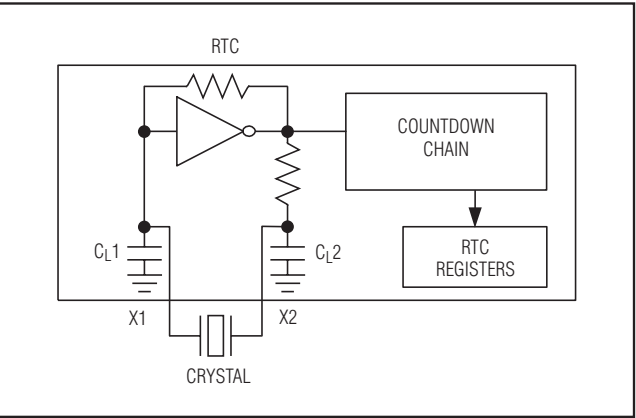 RTC
COUNTDOWN
CHAIN
RTC
REGISTERS
CL1
CL2
X1
X2
CRYSTAL